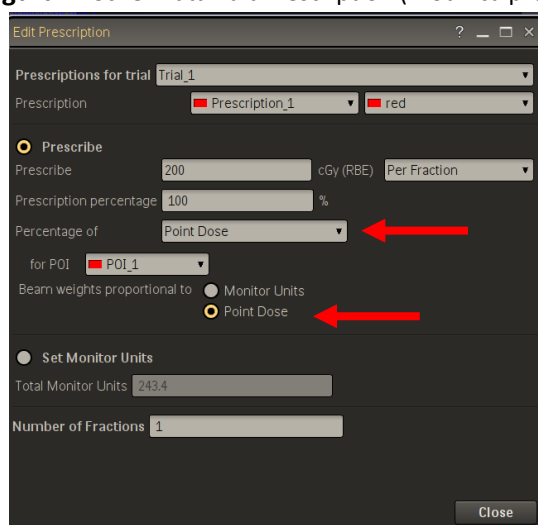 Edit Prescription ? _ □ ×
Prescriptions for trial Trial_1
Prescription Prescription_1 red
Prescribe
Prescribe 200 cGy (RBE) Per Fraction
Prescription percentage 100 %
Percentage of Point Dose
for POI POI_1
Beam weights proportional to Monitor Units
Point Dose
Set Monitor Units
Total Monitor Units 243.4
Number of Fractions 1
Close